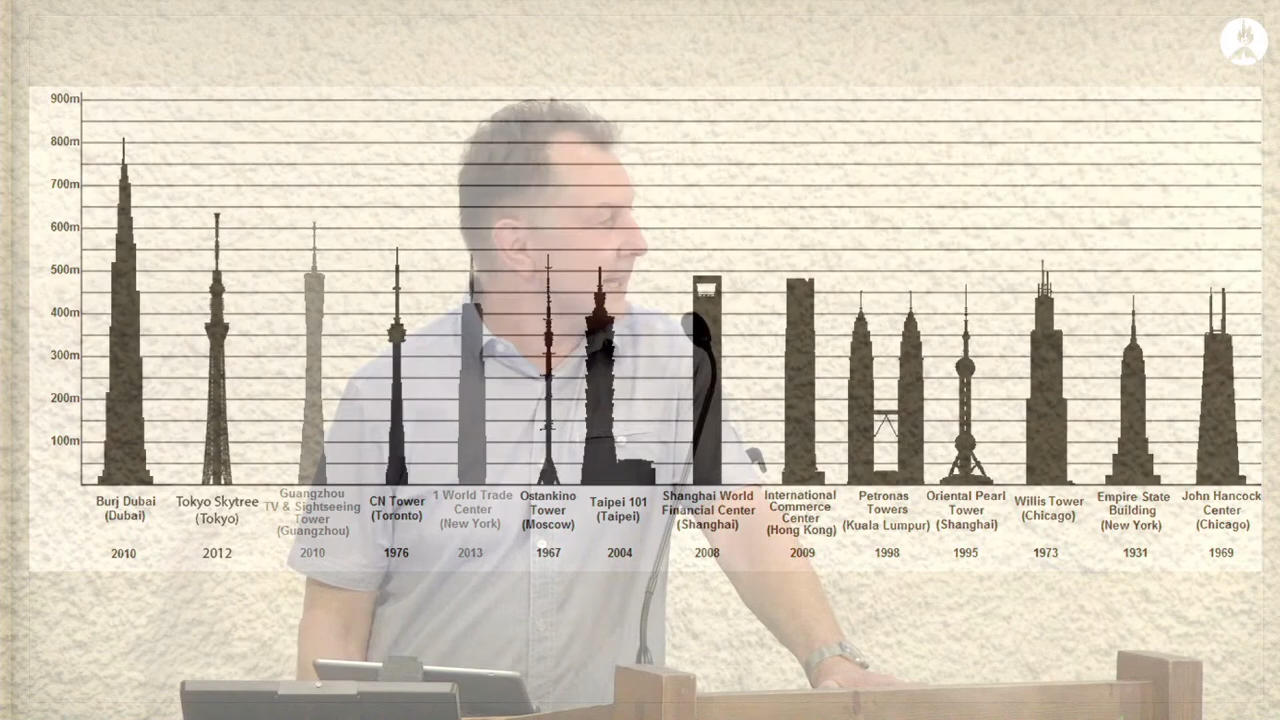 900m
800m
700m
600m
500m
400m
300m
200m
100m
Burj Dubai
(Dubai)
2010
Tokyo Skytree
(Tokyo)
2012
Guangzhou
TV & Sightseeing
Tower
(Guangzhou)
2010
CN Tower
(Toronto)
1976
1 World Trade
Center
(New York)
2013
Ostankino
Tower
(Moscow)
1967
Taipei 101
(Taipei)
2004
Shanghai World
Financial Center
(Shanghai)
2008
International
Commerce
Center
(Hong Kong)
2009
Petronas
Towers
(Kuala Lumpur)
1998
Oriental Pearl
Tower
(Shanghai)
1995
Willis Tower
(Chicago)
1973
Empire State
Building
(New York)
1931
John Hancock
Center
(Chicago)
1969